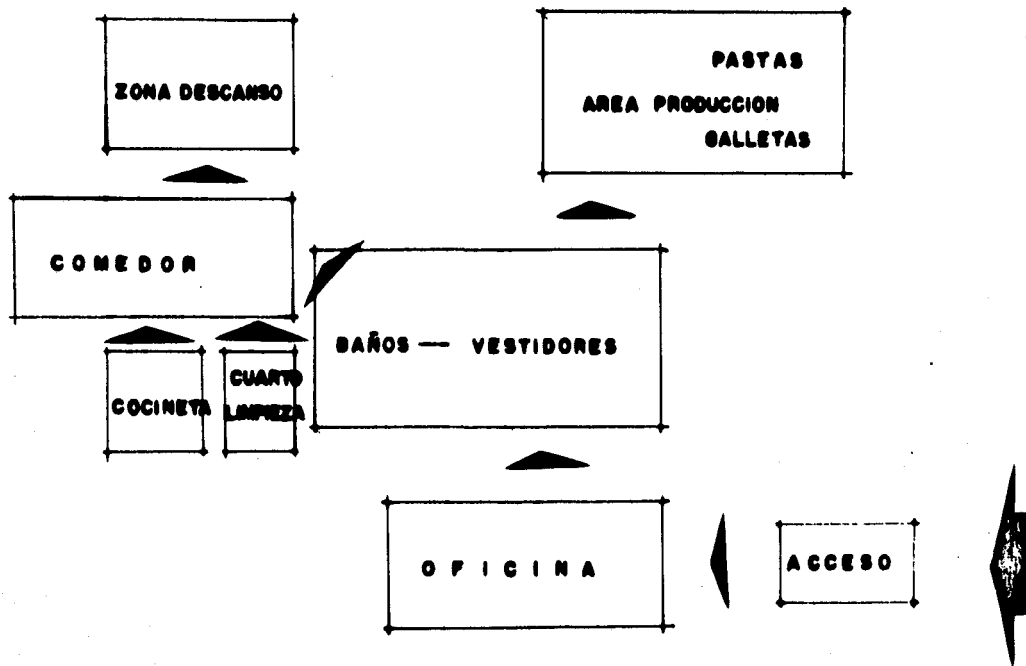 PASTAS
ZONA DESCANSO
AREA PRODUCCION
GALLETAS
COMEDOR
BAÑOS — VESTIDORES
CUARTO
COCINETA
LIMPIEZA
OFICINA
ACCESO